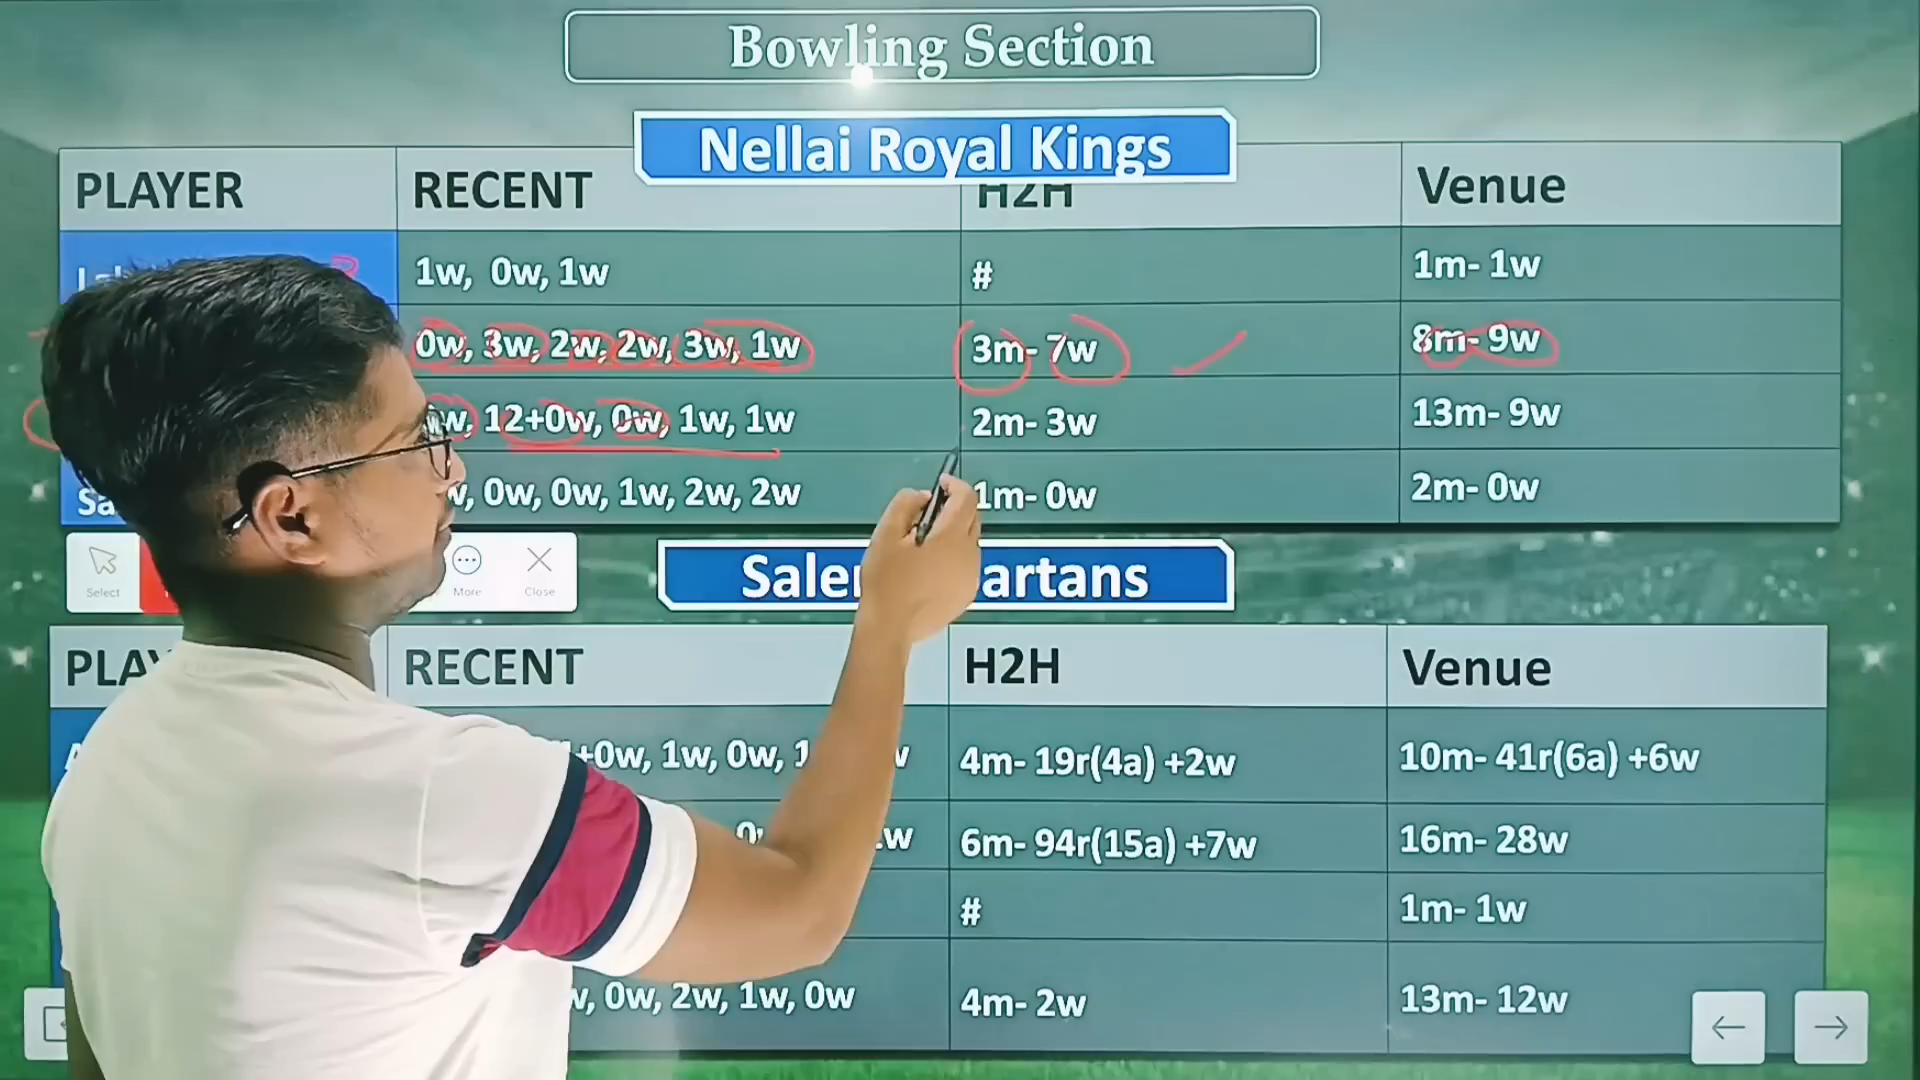 Bowling Section
Nellai Royal Kings
PLAYER RECENT H2H Venue
1w, 0w, 1w # 1m- 1w
0w, 3w, 2w, 2w, 3w, 1w 3m- 7w 8m- 9w
12+0w, 0w, 1w, 1w 2m- 3w 13m- 9w
0w, 0w, 1w, 2w, 2w 1m- 0w 2m- 0w
Select More Close
RECENT H2H Venue
+0w, 1w, 0w, 4m- 19r(4a) +2w 10m- 41r(6a) +6w
6m- 94r(15a) +7w 16m- 28w
# 1m- 1w
0w, 2w, 1w, 0w 4m- 2w 13m- 12w